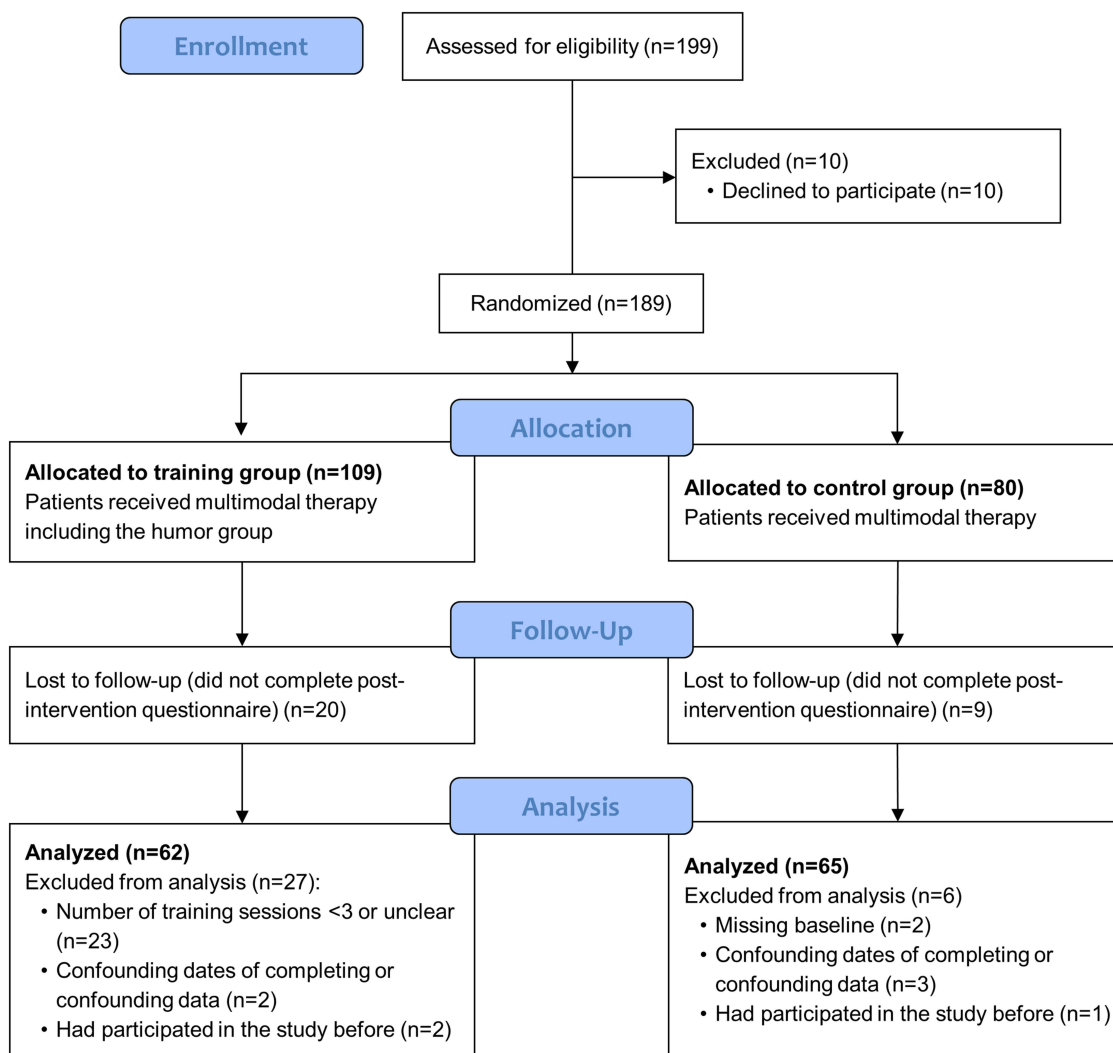 Enrollment
Assessed for eligibility (n=199)
Excluded (n=10)
• Declined to participate (n=10)
Randomized (n=189)
Allocation
Allocated to training group (n=109)
Patients received multimodal therapy
including the humor group
Allocated to control group (n=80)
Patients received multimodal therapy
Follow-Up
Lost to follow-up (did not complete post-
intervention questionnaire) (n=20)
Lost to follow-up (did not complete post-
intervention questionnaire) (n=9)
Analysis
Analyzed (n=62)
Excluded from analysis (n=27):
• Number of training sessions <3 or unclear
(n=23)
• Confounding dates of completing or
confounding data (n=2)
• Had participated in the study before (n=2)
Analyzed (n=65)
Excluded from analysis (n=6)
• Missing baseline (n=2)
• Confounding dates of completing or
confounding data (n=3)
• Had participated in the study before (n=1)